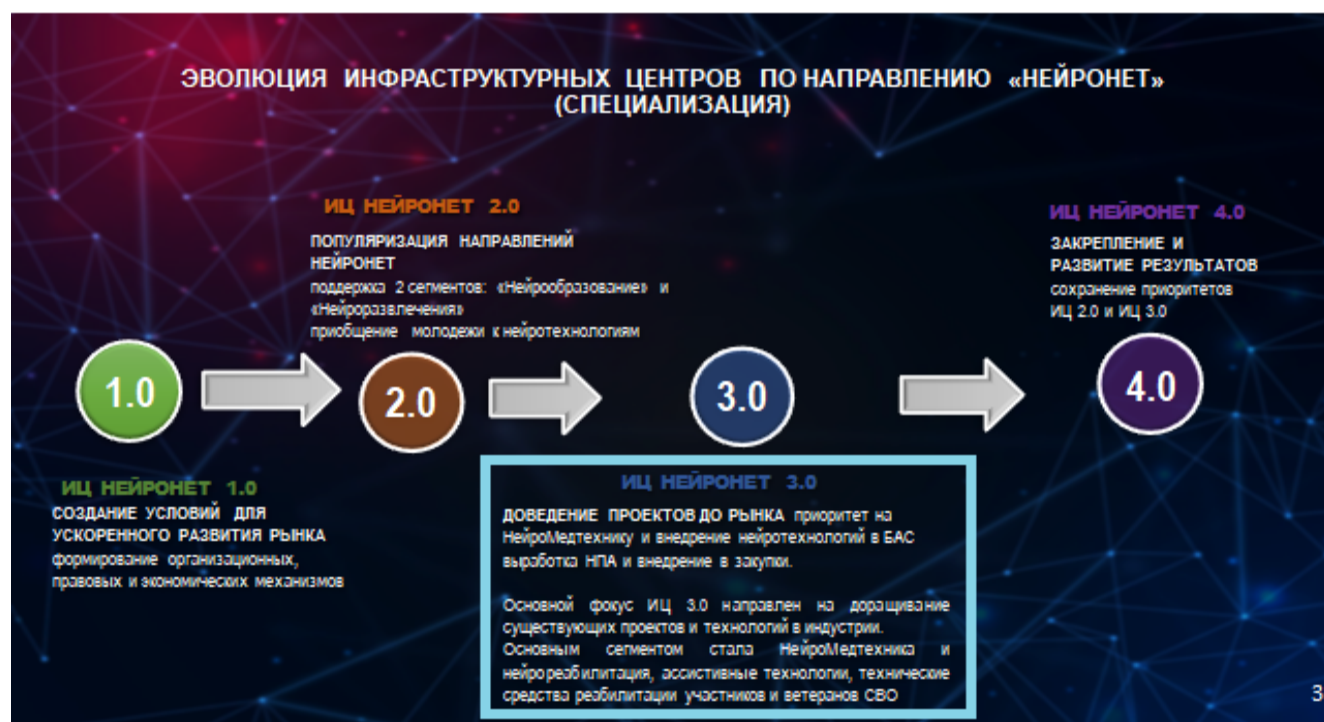 ЭВОЛЮЦИЯ ИНФРАСТРУКТУРНЫХ ЦЕНТРОВ ПО НАПРАВЛЕНИЮ «НЕЙРОНЕТ»
(СПЕЦИАЛИЗАЦИЯ)
1.0
ИЦ НЕЙРОНЕТ 1.0
СОЗДАНИЕ УСЛОВИЙ ДЛЯ
УСКОРЕННОГО РАЗВИТИЯ РЫНКА
формирование организационных,
правовых и экономических механизмов
ИЦ НЕЙРОНЕТ 2.0
ПОПУЛЯРИЗАЦИЯ НАПРАВЛЕНИЙ
НЕЙРОНЕТ
поддержка 2 сегментов: «Нейрообразование» и
«Нейроразвлечения»
приобщение молодежи к нейротехнологиям
2.0
3.0
ИЦ НЕЙРОНЕТ 3.0
ДОВЕДЕНИЕ ПРОЕКТОВ ДО РЫНКА приоритет на
НейроМедтехнику и внедрение нейротехнологий в БАС
выработка НПА и внедрение в закупки.
Основной фокус ИЦ 3.0 направлен на доращивание
существующих проектов и технологий в индустрии.
Основным сегментом стала НейроМедтехника и
нейрореабилитация, ассистивные технологии, технические
средства реабилитации участников и ветеранов СВО
ИЦ НЕЙРОНЕТ 4.0
ЗАКРЕПЛЕНИЕ И
РАЗВИТИЕ РЕЗУЛЬТАТОВ
сохранение приоритетов
ИЦ 2.0 и ИЦ 3.0
4.0
3